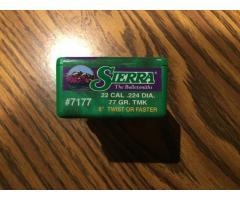 SIERRA
The Bulletsmiths
#7177
22 CAL .224 DIA.
77 GR. TMK
8" TWIST OR FASTER